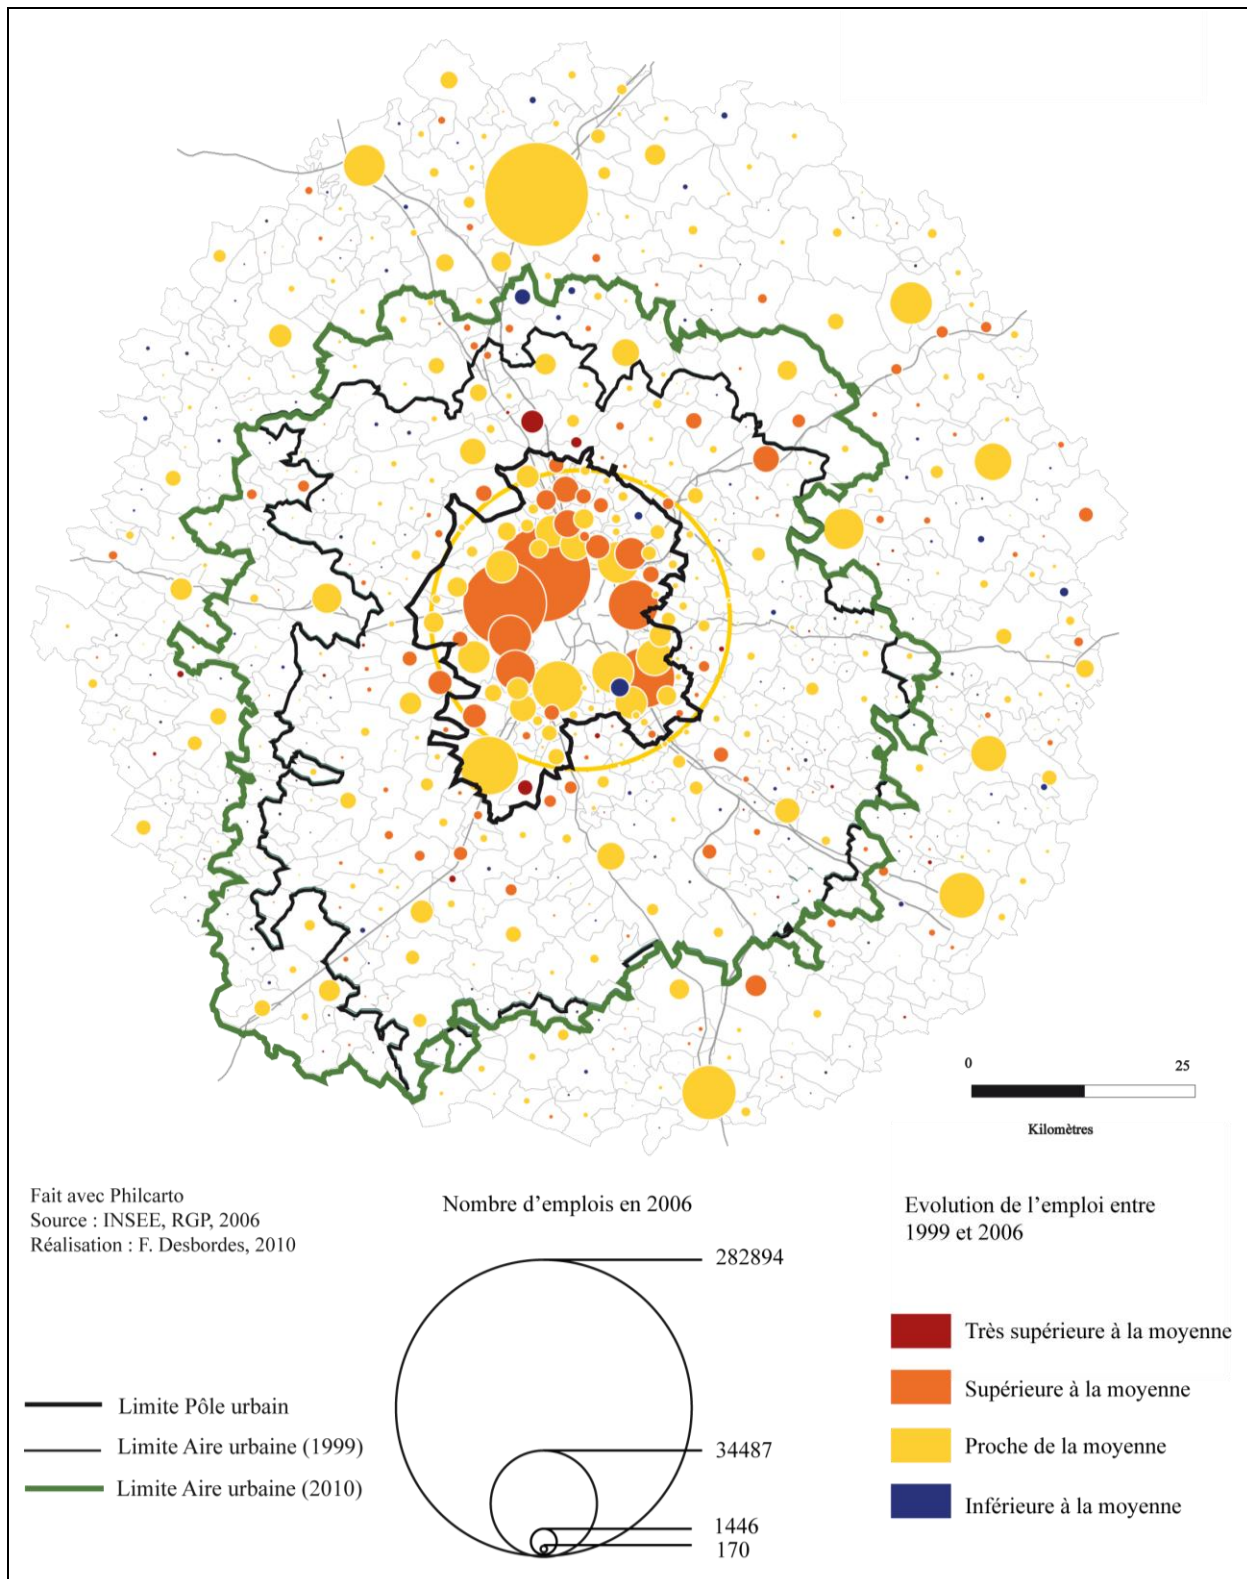 0 25
Kilomètres
Fait avec Philcarto
Source : INSEE, RGP, 2006
Réalisation : F. Desbordes, 2010
Nombre d'emplois en 2006
282894
34487
1446
170
Limite Pôle urbain
Limite Aire urbaine (1999)
Limite Aire urbaine (2010)
Evolution de l'emploi entre
1999 et 2006
Très supérieure à la moyenne
Supérieure à la moyenne
Proche de la moyenne
Inférieure à la moyenne